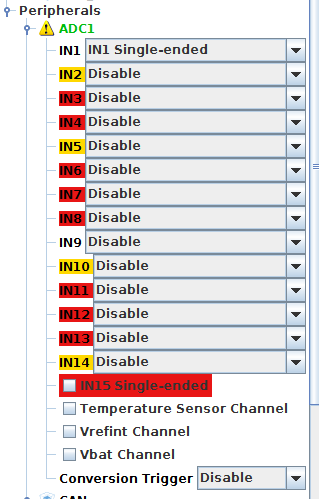 Peripherals
ADC1
IN1 IN1 Single-ended
IN2 Disable
IN3 Disable
IN4 Disable
IN5 Disable
IN6 Disable
IN7 Disable
IN8 Disable
IN9 Disable
IN10 Disable
IN11 Disable
IN12 Disable
IN13 Disable
IN14 Disable
IN15 Single-ended
Temperature Sensor Channel
Vrefint Channel
Vbat Channel
Conversion Trigger Disable
CAN